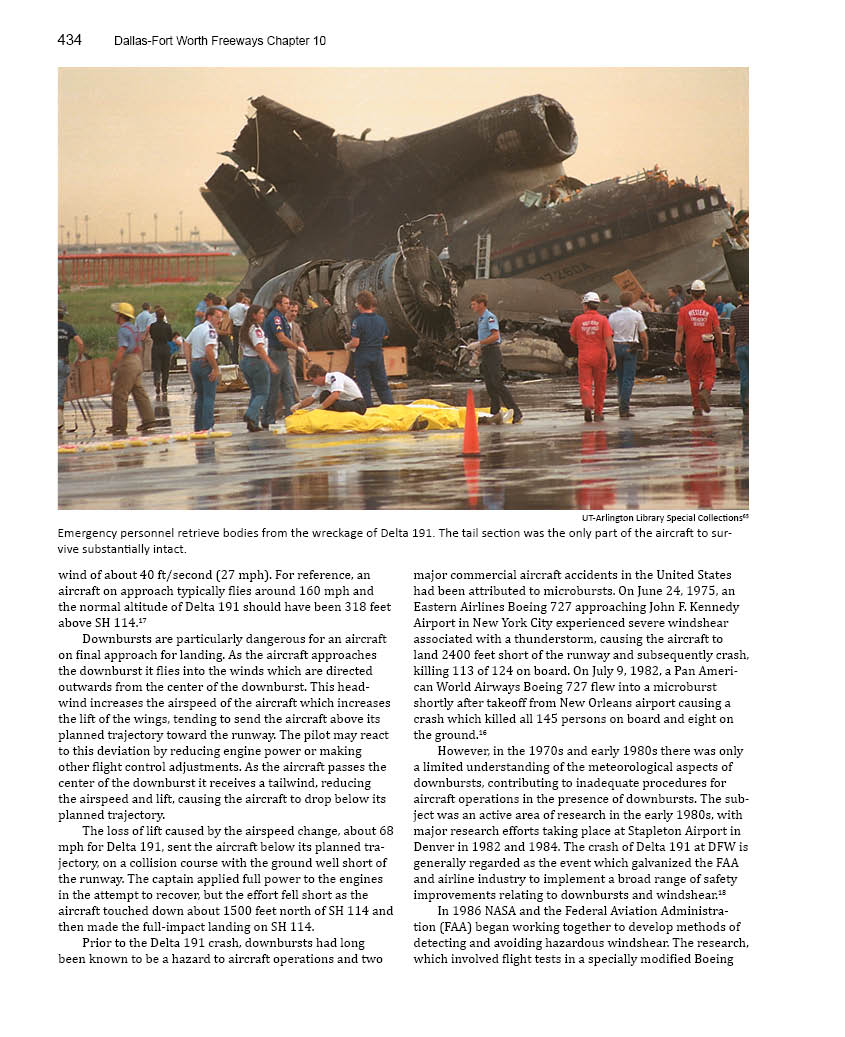 434
Dallas-Fort Worth Freeways Chapter 10
N726DA
WESTERN
EMERGENCY
UT-Arlington Library Special Collections65
Emergency personnel retrieve bodies from the wreckage of Delta 191. The tail section was the only part of the aircraft to sur-
vive substantially intact.
wind of about 40 ft/second (27 mph). For reference, an
aircraft on approach typically flies around 160 mph and
the normal altitude of Delta 191 should have been 318 feet
above SH 114.17
Downbursts are particularly dangerous for an aircraft
on final approach for landing. As the aircraft approaches
the downburst it flies into the winds which are directed
outwards from the center of the downburst. This head-
wind increases the airspeed of the aircraft which increases
the lift of the wings, tending to send the aircraft above its
planned trajectory toward the runway. The pilot may react
to this deviation by reducing engine power or making
other flight control adjustments. As the aircraft passes the
center of the downburst it receives a tailwind, reducing
the airspeed and lift, causing the aircraft to drop below its
planned trajectory.
The loss of lift caused by the airspeed change, about 68
mph for Delta 191, sent the aircraft below its planned tra-
jectory, on a collision course with the ground well short of
the runway. The captain applied full power to the engines
in the attempt to recover, but the effort fell short as the
aircraft touched down about 1500 feet north of SH 114 and
then made the full-impact landing on SH 114.
Prior to the Delta 191 crash, downbursts had long
been known to be a hazard to aircraft operations and two
major commercial aircraft accidents in the United States
had been attributed to microbursts. On June 24, 1975, an
Eastern Airlines Boeing 727 approaching John F. Kennedy
Airport in New York City experienced severe windshear
associated with a thunderstorm, causing the aircraft to
land 2400 feet short of the runway and subsequently crash,
killing 113 of 124 on board. On July 9, 1982, a Pan Ameri-
can World Airways Boeing 727 flew into a microburst
shortly after takeoff from New Orleans airport causing a
crash which killed all 145 persons on board and eight on
the ground.16
However, in the 1970s and early 1980s there was only
a limited understanding of the meteorological aspects of
downbursts, contributing to inadequate procedures for
aircraft operations in the presence of downbursts. The sub-
ject was an active area of research in the early 1980s, with
major research efforts taking place at Stapleton Airport in
Denver in 1982 and 1984. The crash of Delta 191 at DFW is
generally regarded as the event which galvanized the FAA
and airline industry to implement a broad range of safety
improvements relating to downbursts and windshear.18
In 1986 NASA and the Federal Aviation Administra-
tion (FAA) began working together to develop methods of
detecting and avoiding hazardous windshear. The research,
which involved flight tests in a specially modified Boeing